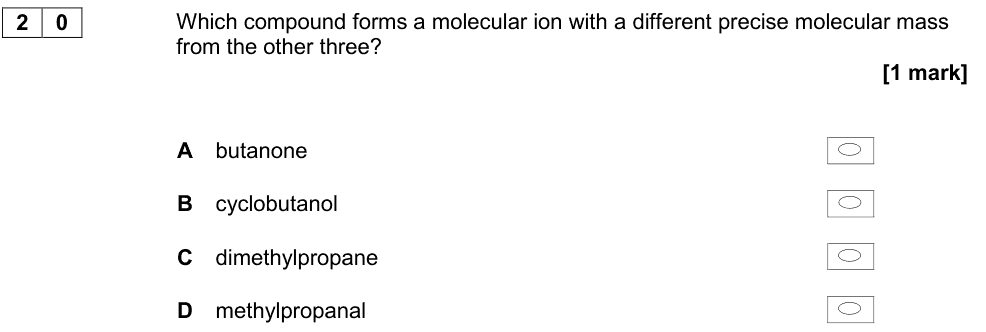 2 0 Which compound forms a molecular ion with a different precise molecular mass
from the other three?
[1 mark]
A butanone
B cyclobutanol
C dimethylpropane
D methylpropanal